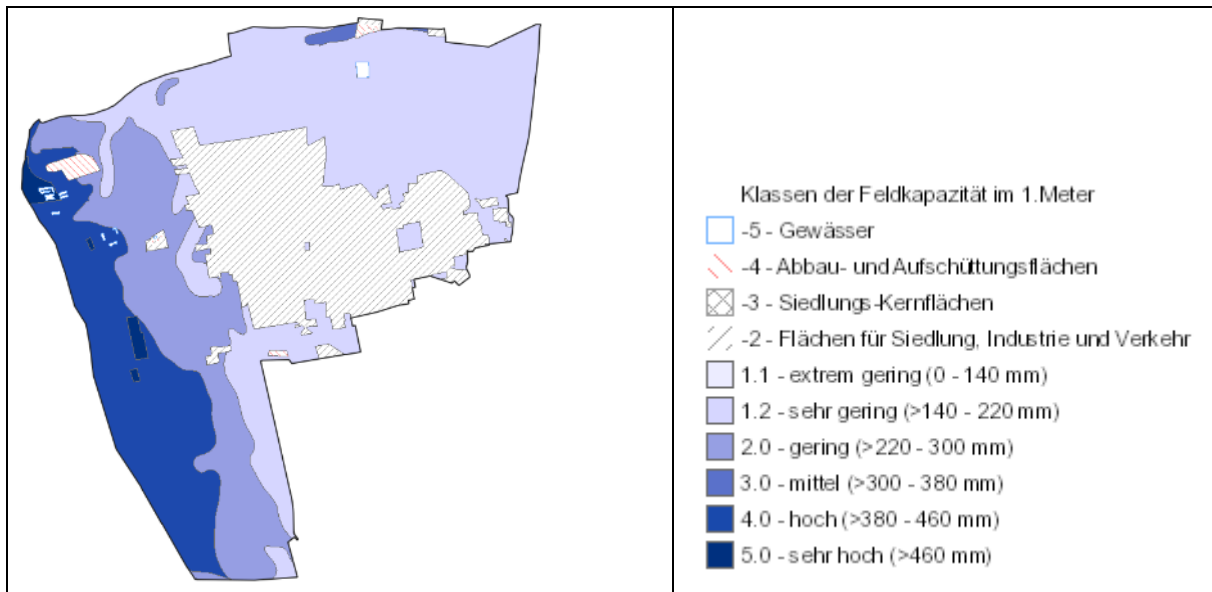 Klassen der Feldkapazität im 1.Meter
-5 - Gewässer
-4 - Abbau- und Aufschüttungsflächen
-3 - Siedlungs-Kernflächen
-2 - Flächen für Siedlung, Industrie und Verkehr
1.1 - extrem gering (0 - 140 mm)
1.2 - sehr gering (>140 - 220 mm)
2.0 - gering (>220 - 300 mm)
3.0 - mittel (>300 - 380 mm)
4.0 - hoch (>380 - 460 mm)
5.0 - sehr hoch (>460 mm)